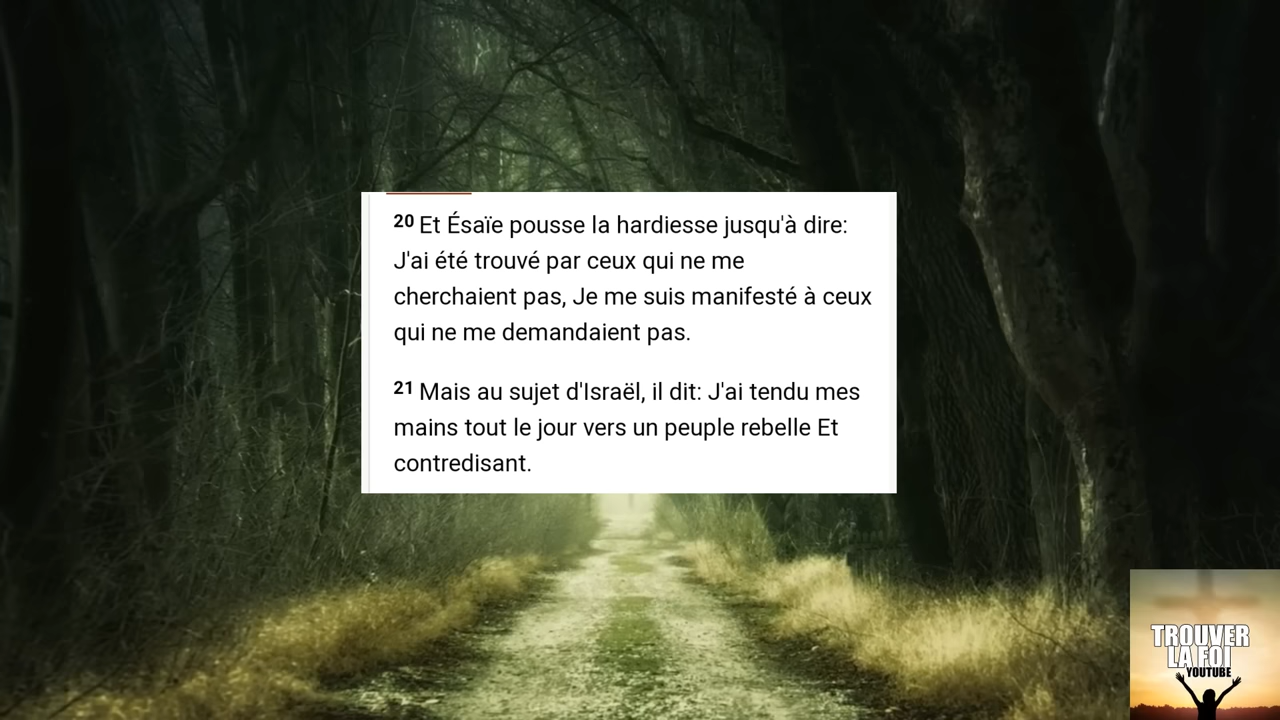 20 Et Ésaïe pousse la hardiesse jusqu'à dire:
J'ai été trouvé par ceux qui ne me
cherchaient pas, Je me suis manifesté à ceux
qui ne me demandaient pas.
21 Mais au sujet d'Israël, il dit: J'ai tendu mes
mains tout le jour vers un peuple rebelle Et
contredisant.
TROUVER
LA FOI
YOUTUBE